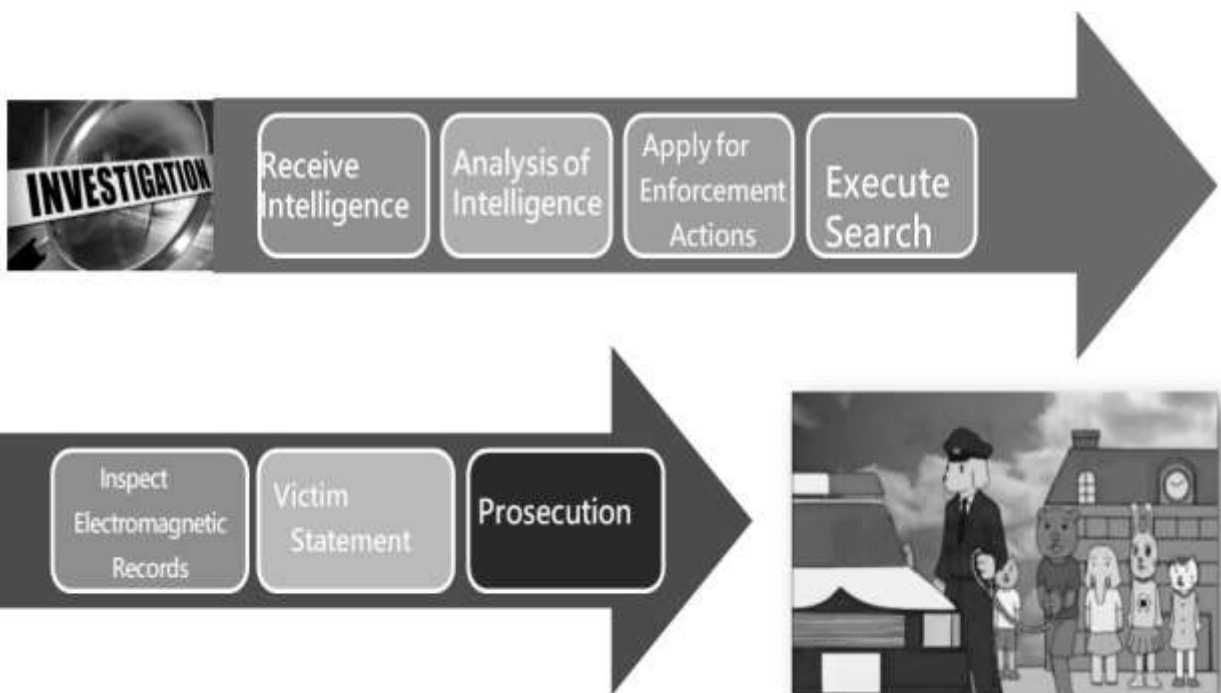 INVESTIGATION
Receive
Intelligence
Analysis of
Intelligence
Apply for
Enforcement
Actions
Execute
Search
Inspect
Electromagnetic
Records
Victim
Statement
Prosecution